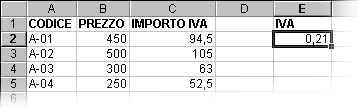 A B C D E
1 CODICE PREZZO IMPORTO IVA IVA
2 A-01 450 94,5 0,21
3 A-02 500 105
4 A-03 300 63
5 A-04 250 52,5